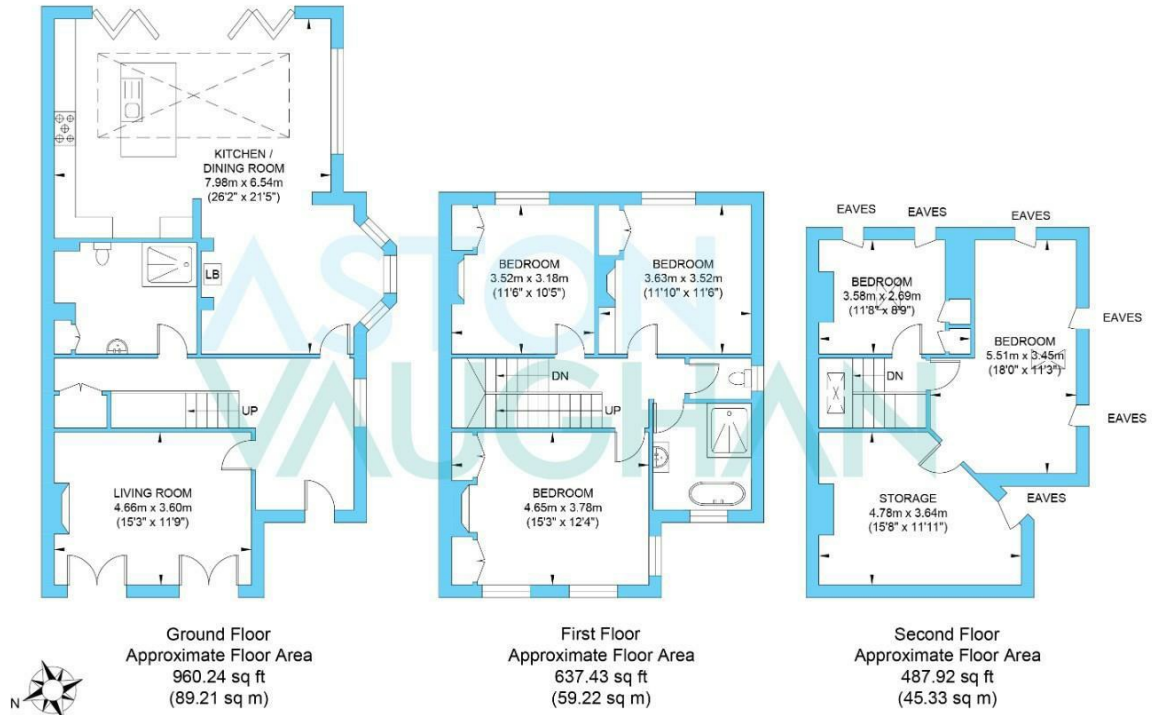 KITCHEN /
DINING ROOM
7.98m x 6.54m
(26'2" x 21'5")
LB
UP
LIVING ROOM
4.66m x 3.60m
(15'3" x 11'9")
Ground Floor
Approximate Floor Area
960.24 sq ft
(89.21 sq m)
N
BEDROOM
3.52m x 3.18m
(11'6" x 10'5")
BEDROOM
3.63m x 3.52m
(11'10" x 11'6")
DN
UP
BEDROOM
4.65m x 3.78m
(15'3" x 12'4")
First Floor
Approximate Floor Area
637.43 sq ft
(59.22 sq m)
EAVES
EAVES
EAVES
BEDROOM
3.58m x 2.69m
(11'8" x 8'9")
EAVES
BEDROOM
5.51m x 3.45m
(18'0" x 11'3")
DN
EAVES
STORAGE
4.78m x 3.64m
(15'8" x 11'11")
EAVES
Second Floor
Approximate Floor Area
487.92 sq ft
(45.33 sq m)
ASTON
VAUGHAN